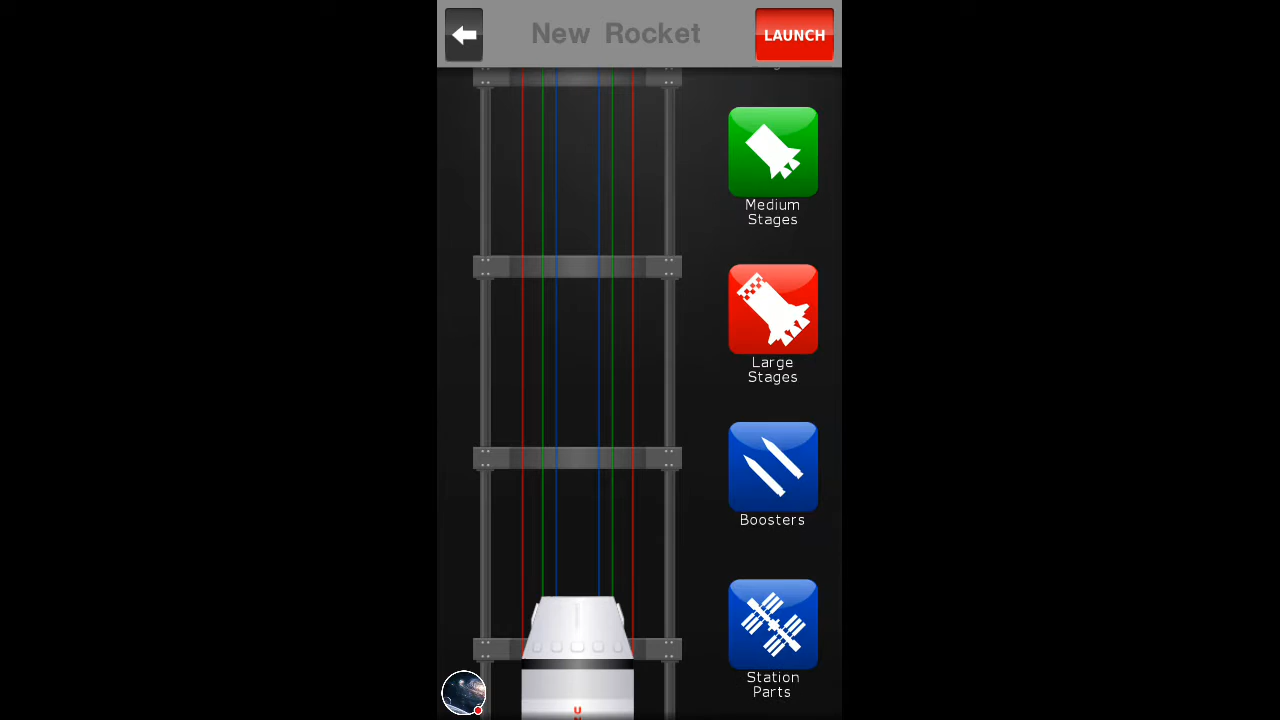 New Rocket
LAUNCH
Medium
Stages
Large
Stages
Boosters
Station
Parts
U